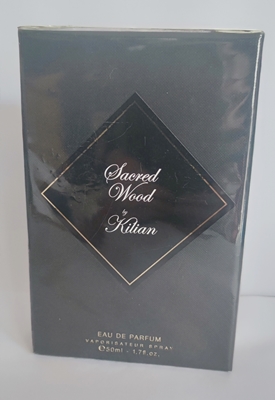 Sacred
Wood
by
Kilian
EAU DE PARFUM
VAPORISATEUR SPRAY
℮50ml - 1,7fl.oz.